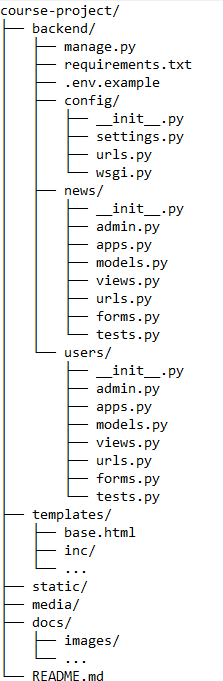 course-project/
├── backend/
│   ├── manage.py
│   ├── requirements.txt
│   ├── .env.example
│   ├── config/
│   │   ├── __init__.py
│   │   ├── settings.py
│   │   ├── urls.py
│   │   └── wsgi.py
│   ├── news/
│   │   ├── __init__.py
│   │   ├── admin.py
│   │   ├── apps.py
│   │   ├── models.py
│   │   ├── views.py
│   │   ├── urls.py
│   │   ├── forms.py
│   │   └── tests.py
│   └── users/
│       ├── __init__.py
│       ├── admin.py
│       ├── apps.py
│       ├── models.py
│       ├── views.py
│       ├── urls.py
│       ├── forms.py
│       └── tests.py
├── templates/
│   ├── base.html
│   ├── inc/
│   └── ...
├── static/
├── media/
├── docs/
│   ├── images/
│   └── ...
└── README.md